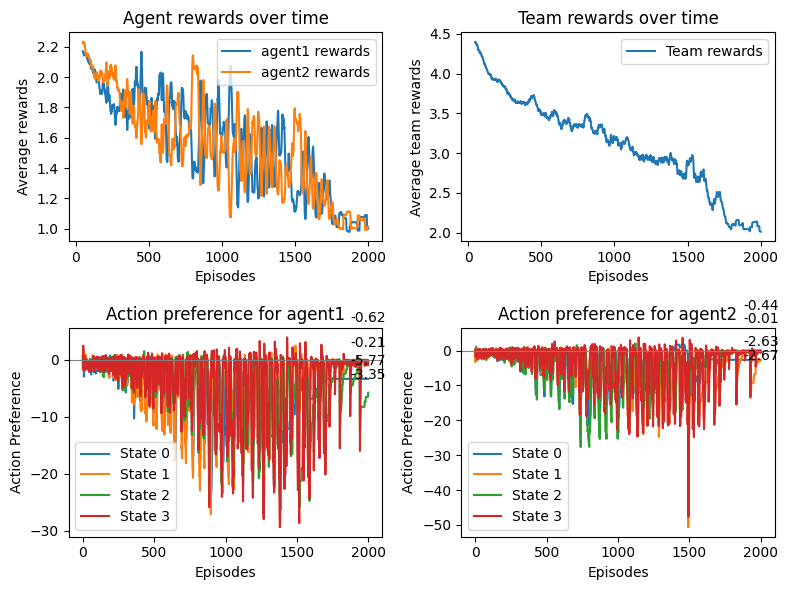 Agent rewards over time
Average rewards
2.2
2.0
1.8
1.6
1.4
1.2
1.0
agent1 rewards
agent2 rewards
0
500
1000
1500
2000
Episodes
Team rewards over time
Average team rewards
4.5
4.0
3.5
3.0
2.5
2.0
Team rewards
0
500
1000
1500
2000
Episodes
Action preference for agent1
Action Preference
0
−10
−20
−30
-0.62
-0.21
-5.77
-3.35
State 0
State 1
State 2
State 3
0
500
1000
1500
2000
Episodes
Action preference for agent2
Action Preference
0
−10
−20
−30
−40
−50
-0.44
-0.01
-2.63
-2.67
State 0
State 1
State 2
State 3
0
500
1000
1500
2000
Episodes